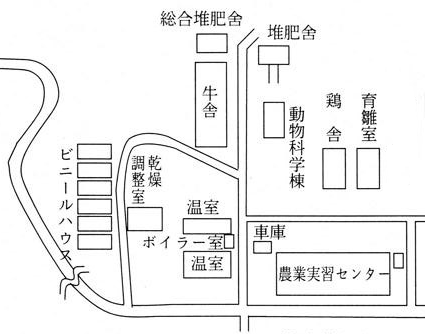 総合堆肥舎
堆肥舎
牛舎
動物科学棟
鶏舎
育雛室
ビニールハウス
乾燥
調整室
温室
ボイラー室
温室
車庫
農業実習センター